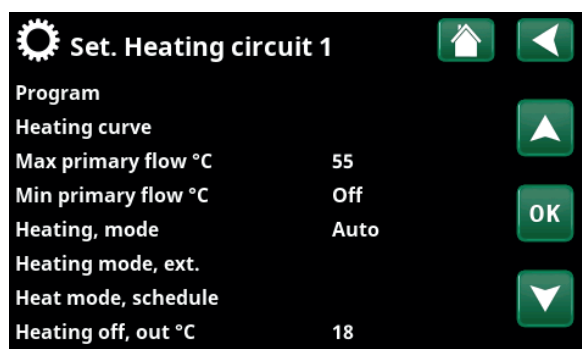 Set. Heating circuit 1
Program
Heating curve
Max primary flow °C 55
Min primary flow °C Off
Heating, mode Auto
OK
Heating mode, ext.
Heat mode, schedule
Heating off, out °C 18